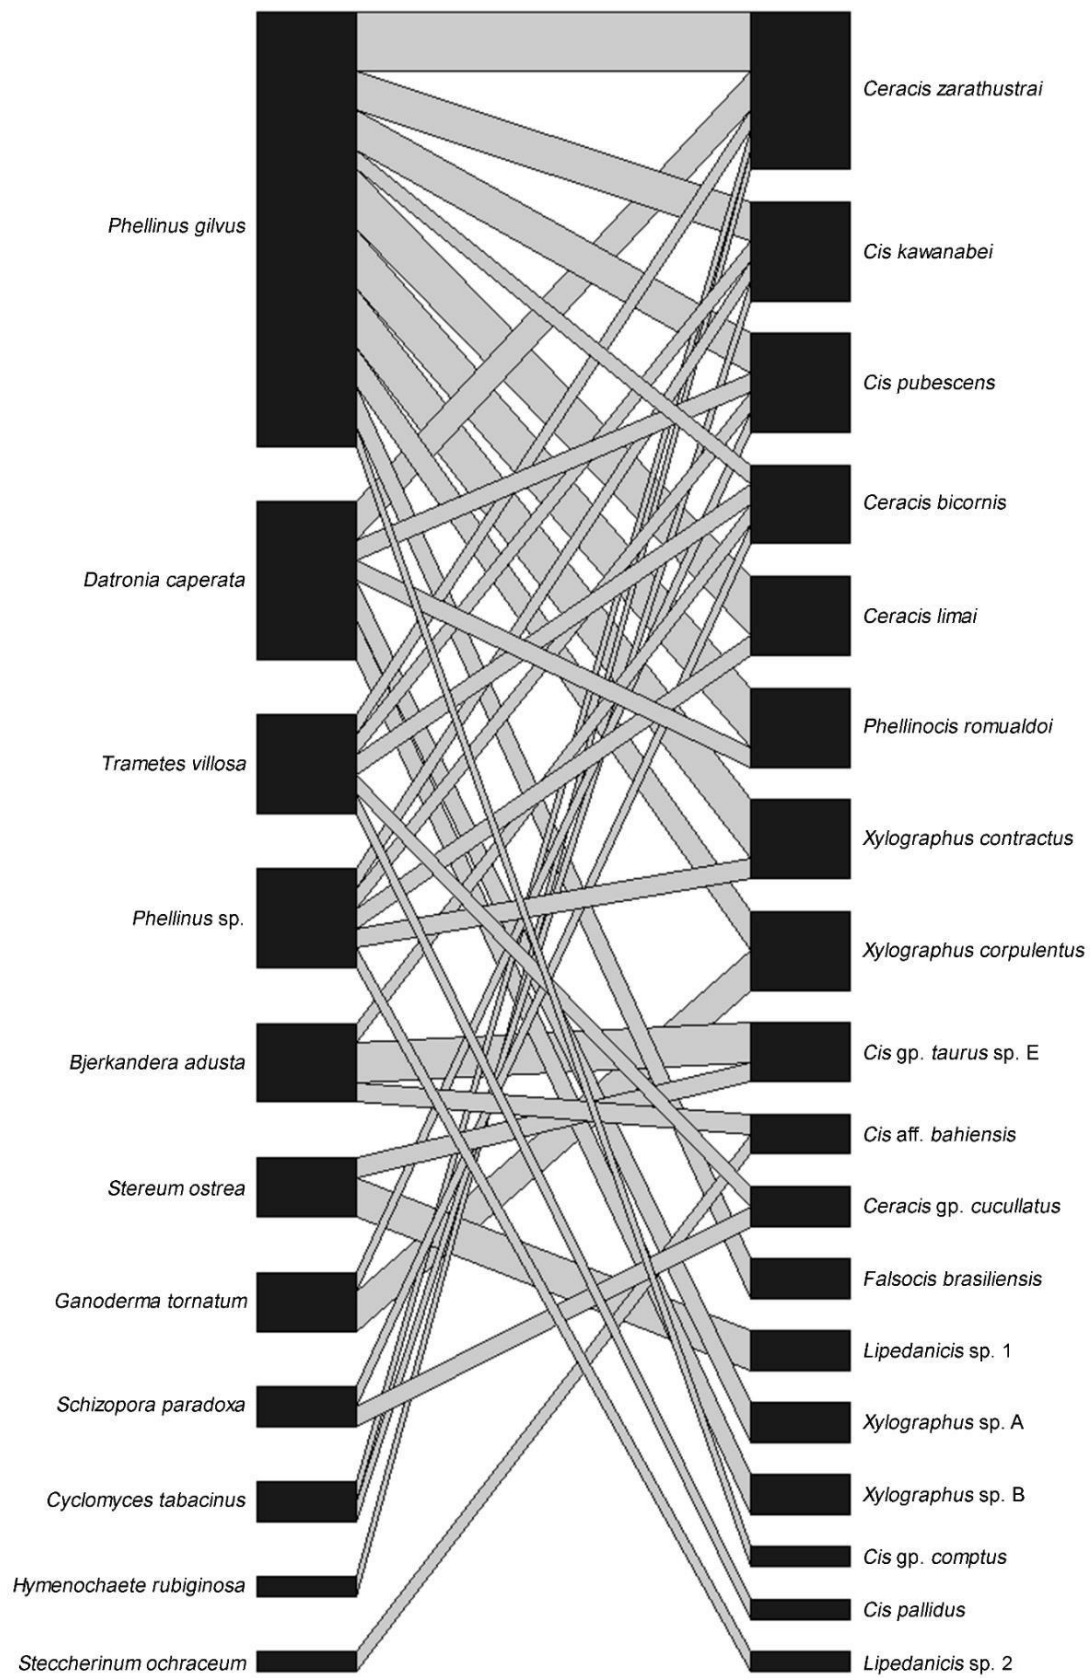 Phellinus gilvus
Datronia caperata
Trametes villosa
Phellinus sp.
Bjerkandera adusta
Stereum ostrea
Ganoderma tornatum
Schizopora paradoxa
Cyclomyces tabacinus
Hymenochaete rubiginosa
Steccherinum ochraceum
Ceracis zarathustrai
Cis kawanabei
Cis pubescens
Ceracis bicornis
Ceracis limai
Phellinocis romualdoi
Xylographus contractus
Xylographus corpulentus
Cis gp. taurus sp. E
Cis aff. bahiensis
Ceracis gp. cucullatus
Falsocis brasiliensis
Lipedanicis sp. 1
Xylographus sp. A
Xylographus sp. B
Cis gp. comptus
Cis pallidus
Lipedanicis sp. 2